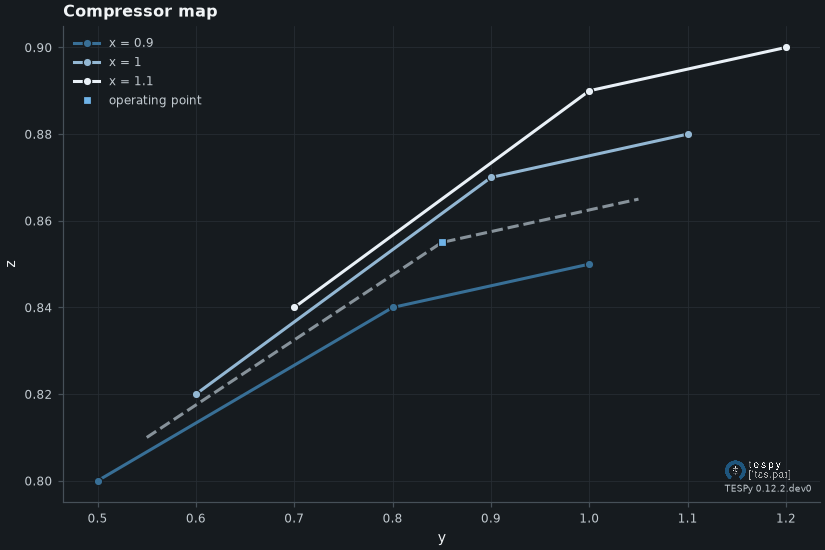 Compressor map
x = 0.9
x = 1
x = 1.1
operating point
z
0.90
0.88
0.86
0.84
0.82
0.80
0.5 0.6 0.7 0.8 0.9 1.0 1.1 1.2
y
tespy
[ˈtɛs.paɪ]
TESPy 0.12.2.dev0